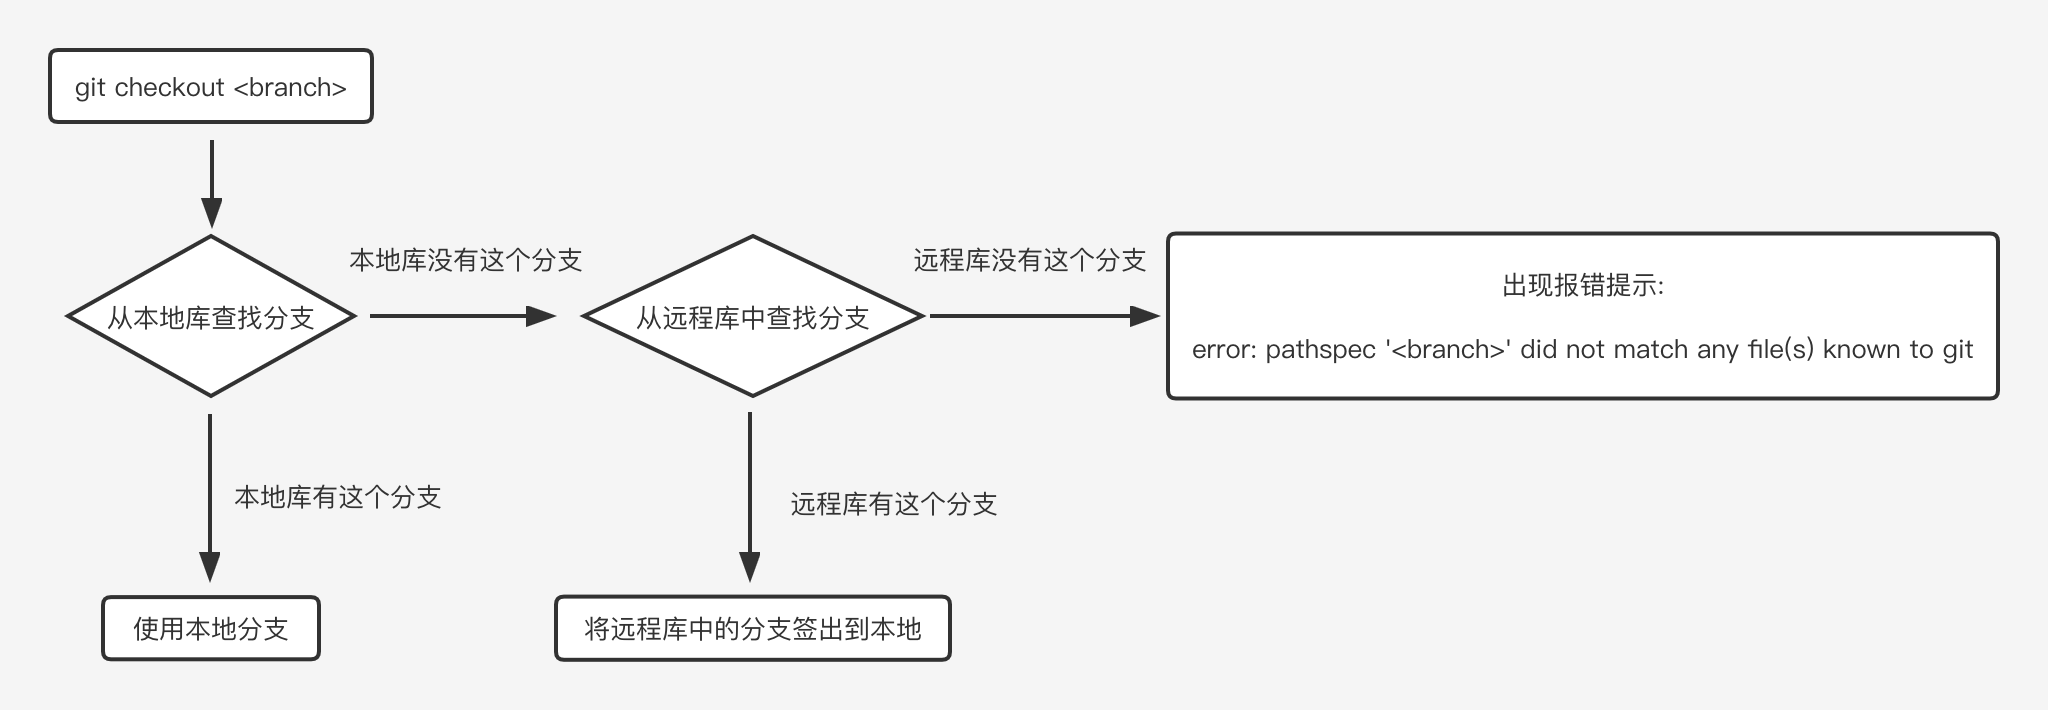 git checkout <branch>
本地库没有这个分支
远程库没有这个分支
从本地库查找分支
从远程库中查找分支
出现报错提示:
error: pathspec '<branch>' did not match any file(s) known to git
本地库有这个分支
远程库有这个分支
使用本地分支
将远程库中的分支签出到本地